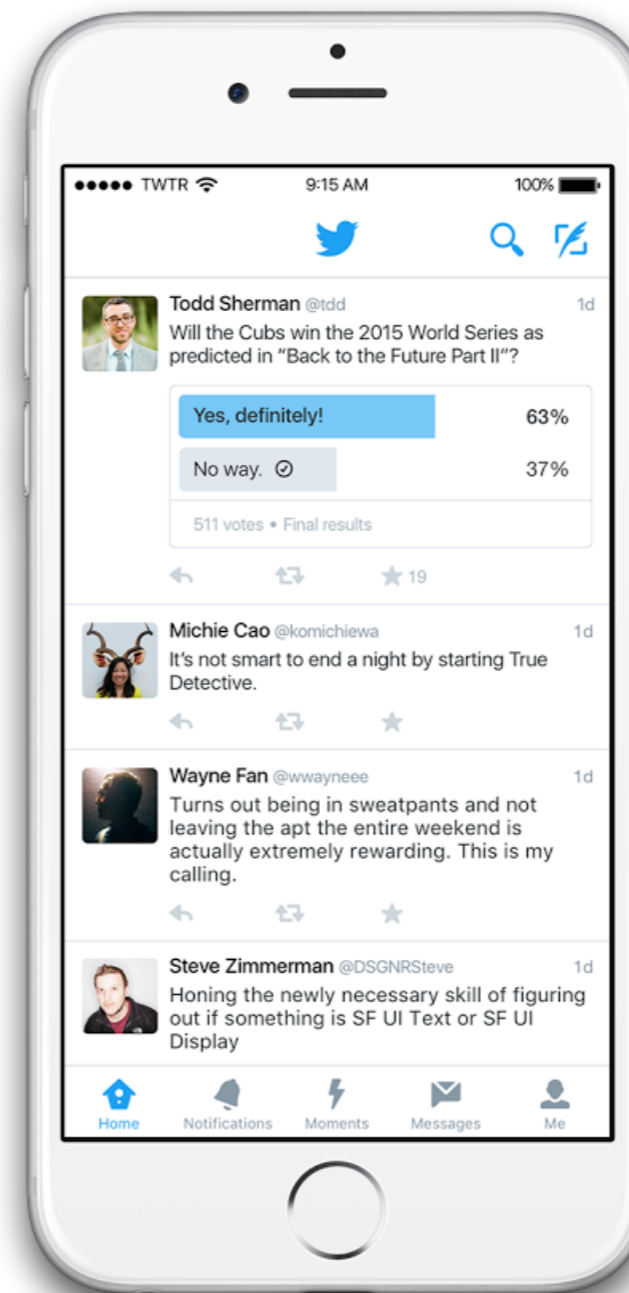 TWTR 9:15 AM 100%
Todd Sherman @tdd 1d
Will the Cubs win the 2015 World Series as
predicted in “Back to the Future Part II”?
Yes, definitely! 63%
No way. 37%
511 votes • Final results
19
Michie Cao @komichiewa 1d
It’s not smart to end a night by starting True
Detective.
Wayne Fan @wwayneee 1d
Turns out being in sweatpants and not
leaving the apt the entire weekend is
actually extremely rewarding. This is my
calling.
Steve Zimmerman @DSGNRSteve 1d
Honing the newly necessary skill of figuring
out if something is SF UI Text or SF UI
Display
Home Notifications Moments Messages Me